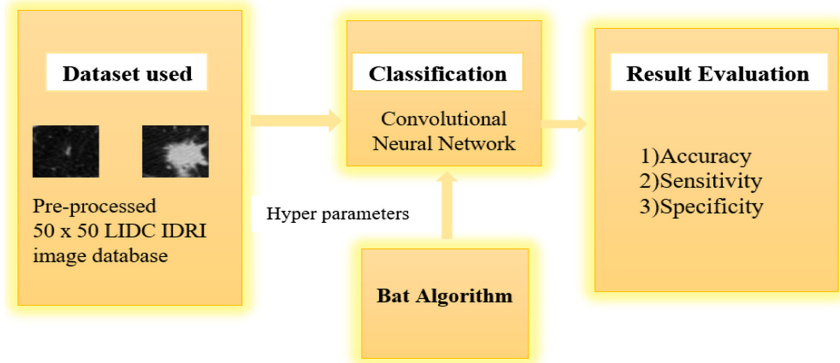 Dataset used
Pre-processed
50 x 50 LIDC IDRI
image database
Classification
Convolutional
Neural Network
Hyper parameters
Bat Algorithm
Result Evaluation
1)Accuracy
2)Sensitivity
3)Specificity